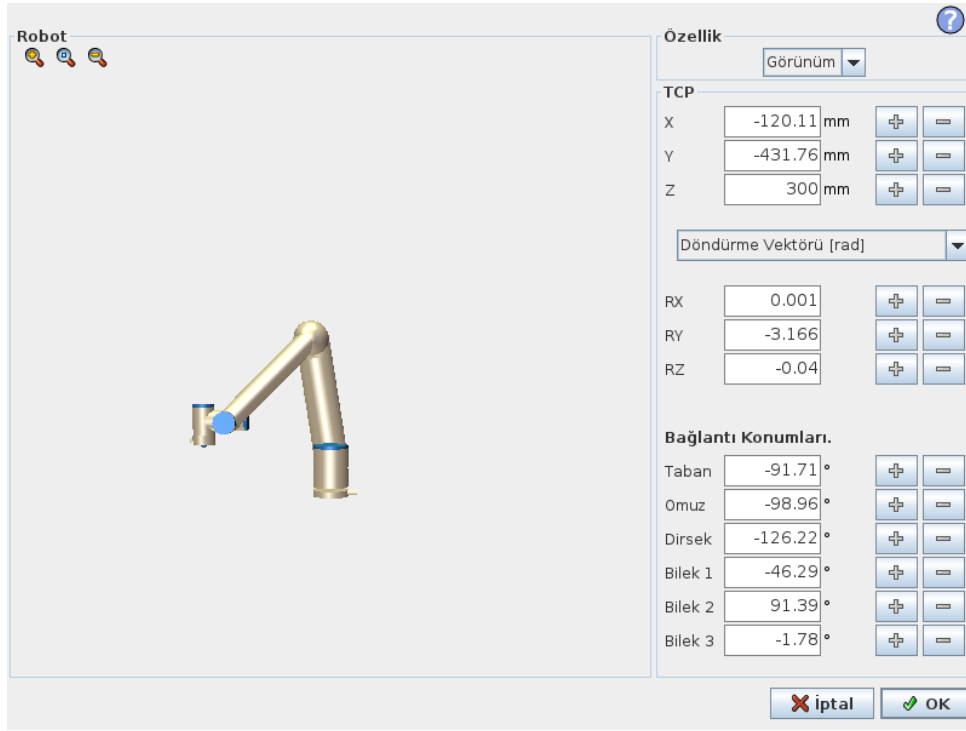 Robot
Özellik
Görünüm
TCP
X -120.11 mm
Y -431.76 mm
Z 300 mm
Döndürme Vektörü [rad]
RX 0.001
RY -3.166
RZ -0.04
Bağlantı Konumları.
Taban -91.71 °
Omuz -98.96 °
Dirsek -126.22 °
Bilek 1 -46.29 °
Bilek 2 91.39 °
Bilek 3 -1.78 °
İptal OK